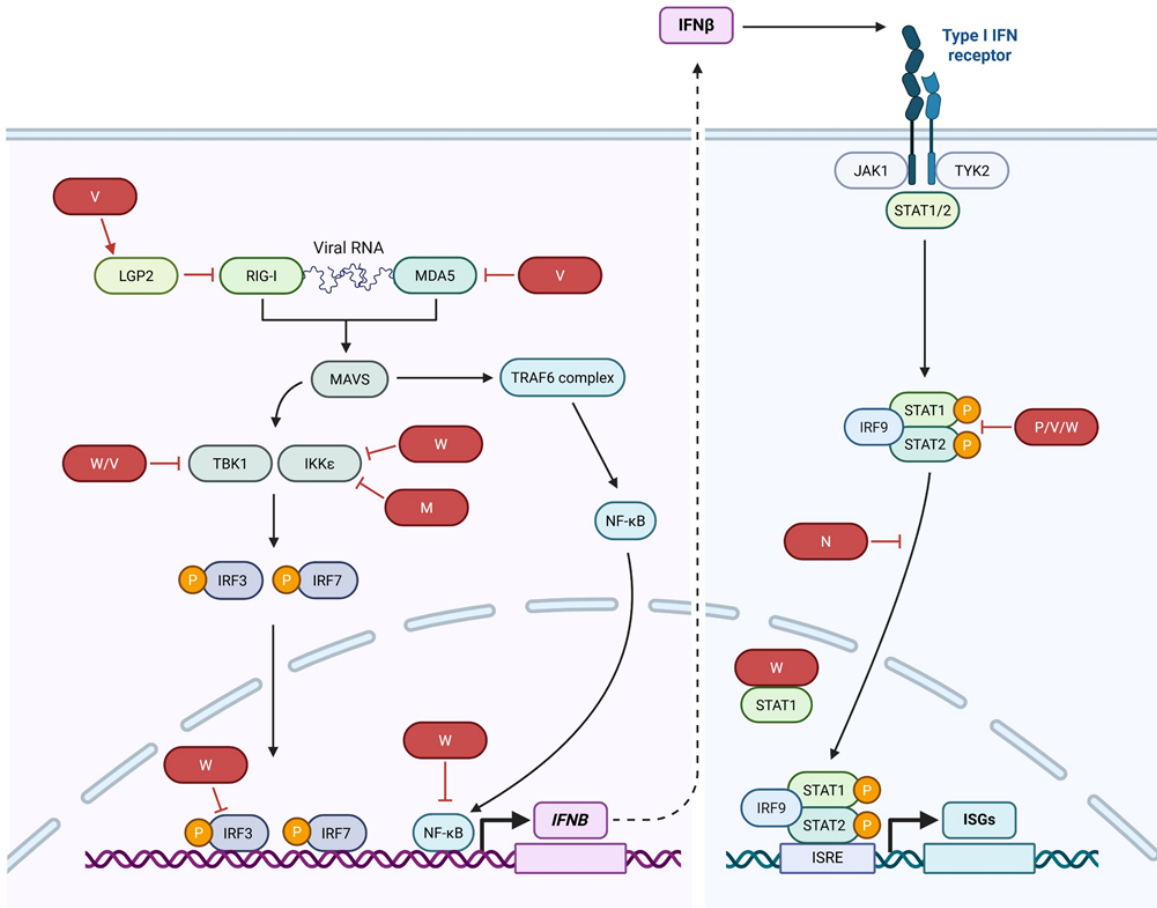 IFNβ
Type I IFN
receptor
JAK1
TYK2
STAT1/2
V
Viral RNA
LGP2
RIG-I
MDA5
V
MAVS
TRAF6 complex
W/V
TBK1
IKKε
W
M
NF-κB
P
IRF3
P
IRF7
IRF9
STAT1
P
STAT2
P
P/V/W
N
W
STAT1
W
W
P
IRF3
P
IRF7
NF-κB
IFNB
IRF9
STAT1
P
STAT2
P
ISRE
ISGs